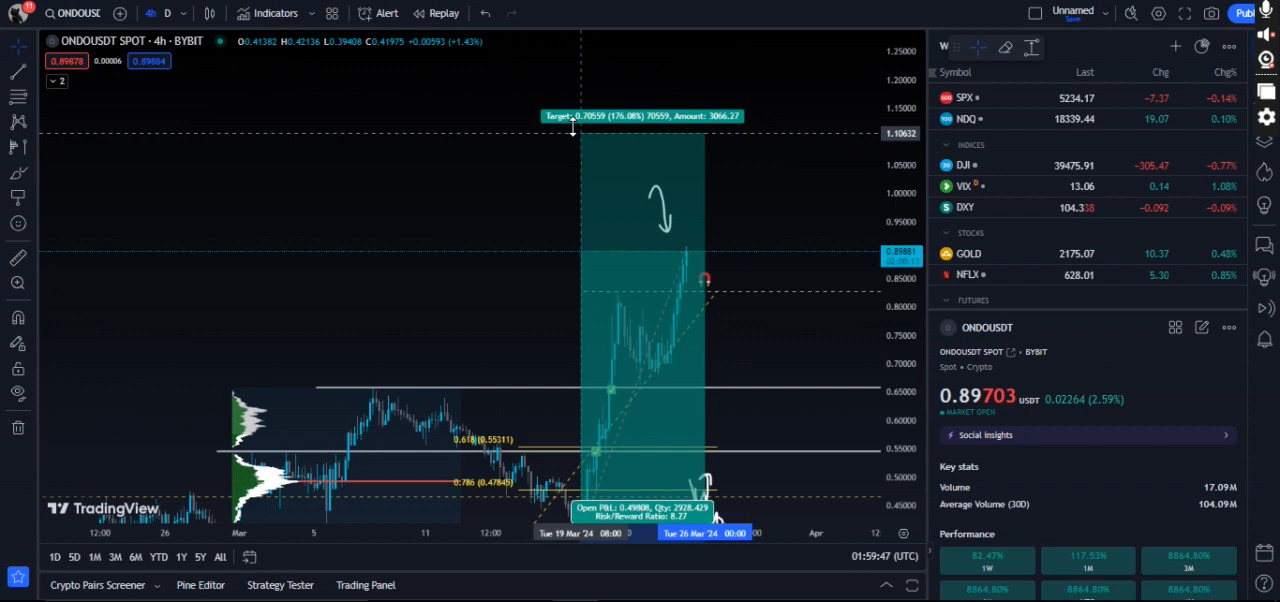 11
ONDOUSDT
4h
D
Indicators
Alert
Replay
Unnamed
Save
Publ
ONDOUSDT SPOT · 4h · BYBIT
O0.41382 H0.42136 L0.39408 C0.41975 +0.00593 (+1.43%)
0.89878
0.00006
0.89884
2
Target: 0.70559 (176.08%) 70559, Amount: 3066.27
0.618 (0.55311)
0.786 (0.47845)
Open P&L: 0.49808, Qty: 2928.429
Risk/Reward Ratio: 8.27
1.25000
1.20000
1.15000
1.10632
1.05000
1.00000
0.95000
0.89881
02:00:13
0.85000
0.80000
0.75000
0.70000
0.65000
0.60000
0.55000
0.50000
0.45000
TradingView
12:00
26
Mar
5
11
12:00
Tue 19 Mar '24 08:00
Tue 26 Mar '24 00:00
Apr
12
1D 5D 1M 3M 6M YTD 1Y 5Y All
01:59:47 (UTC)
Crypto Pairs Screener
Pine Editor
Strategy Tester
Trading Panel
W
Symbol Last Chg Chg%
SPX 5234.17 −7.37 −0.14%
NDQ 18339.44 19.07 0.10%
INDICES
DJI 39475.91 −305.47 −0.77%
VIX D 13.06 0.14 1.08%
DXY 104.338 −0.092 −0.09%
STOCKS
GOLD 2175.07 10.37 0.48%
NFLX 628.01 5.30 0.85%
FUTURES
ONDOUSDT
ONDOUSDT SPOT • BYBIT
Spot • Crypto
0.89703 USDT 0.02264 (2.59%)
MARKET OPEN
Social insights
Key stats
Volume 17.09M
Average Volume (30D) 104.09M
Performance
82.47% 117.53% 8864.80%
1W 1M 3M
8864.80% 8864.80% 8864.80%